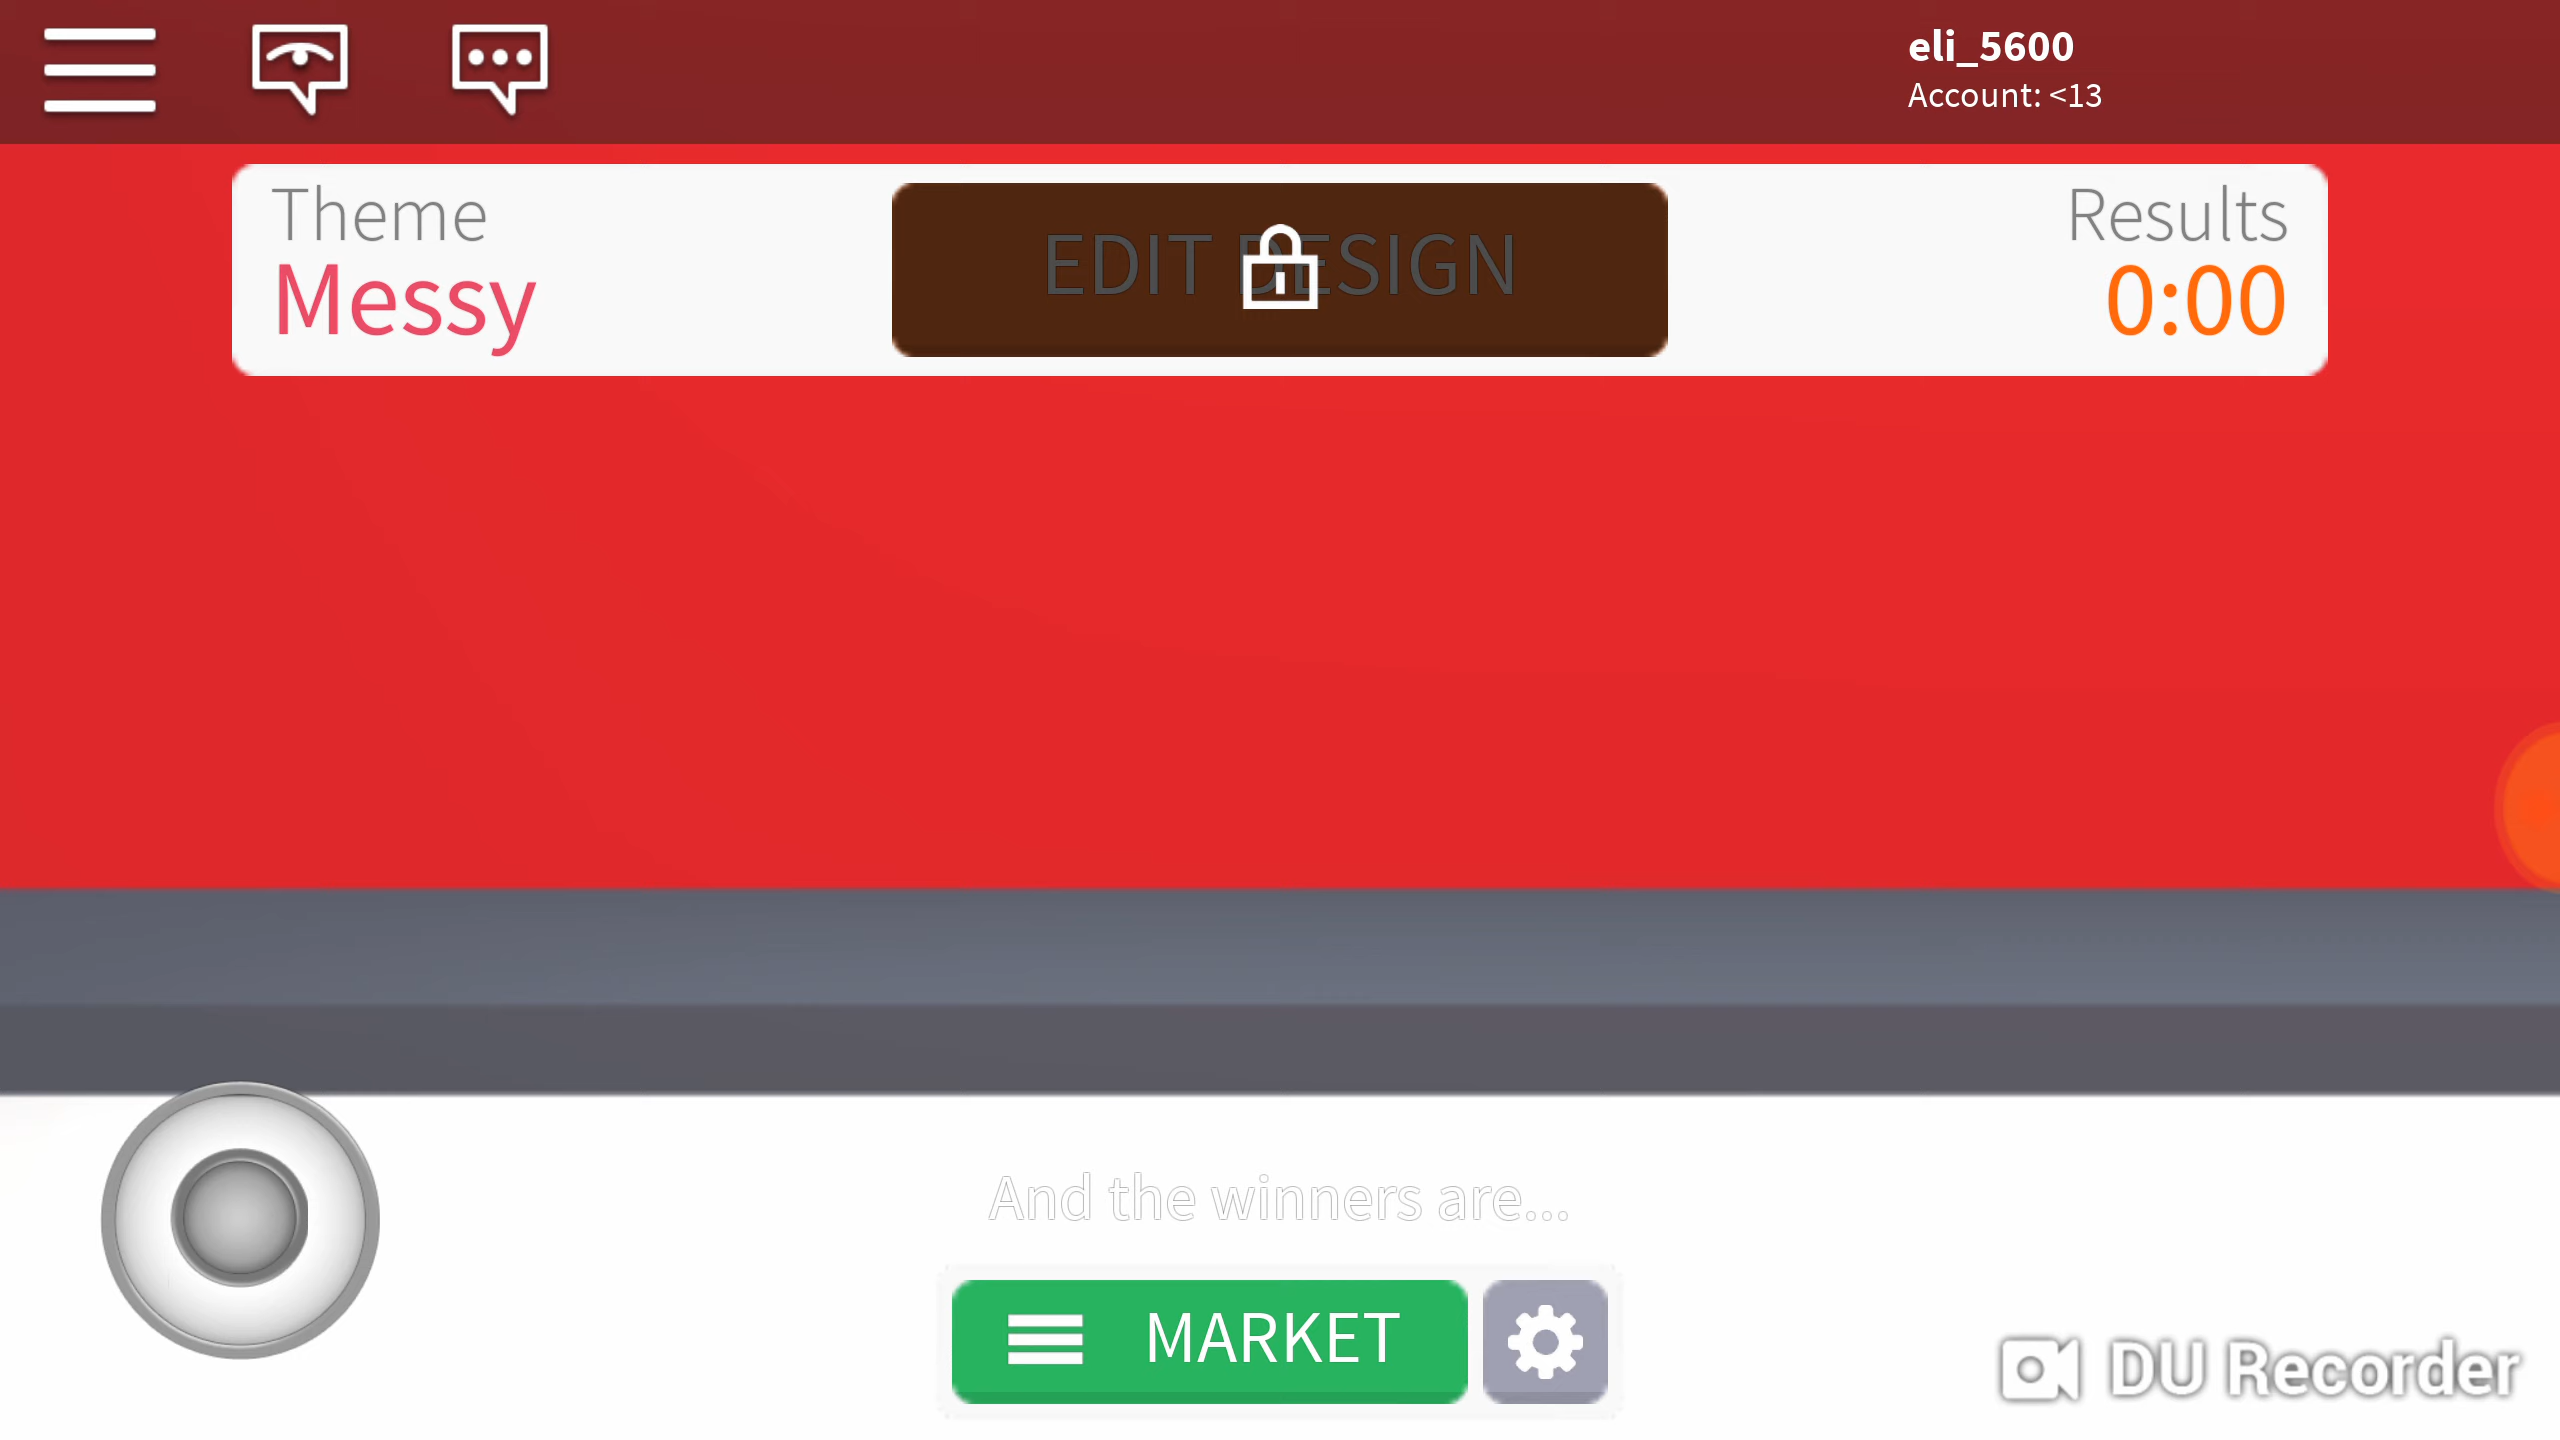 eli_5600
Account: <13
Theme
Messy
EDIT DESIGN
Results
0:00
And the winners are...
MARKET
DU Recorder